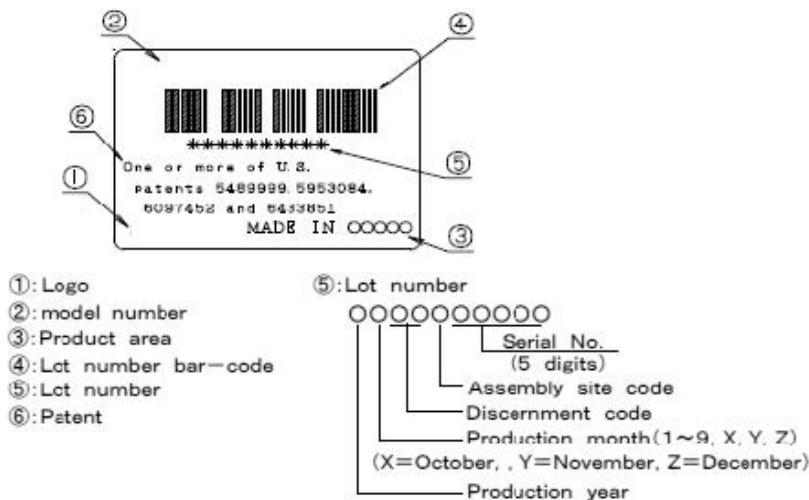 ②
④
⑥
**********
⑤
One or more of U.S.
patents 5489999.5953084.
6097452 and 6433851
①
MADE IN ○○○○○
③
①:Logo
②:model number
③:Product area
④:Lot number bar-code
⑤:Lot number
⑥:Patent
⑤:Lot number
○○○○○○○○○○
Serial No.
(5 digits)
Assembly site code
Discernment code
Production month(1~9, X, Y, Z)
(X=October, , Y=November, Z=December)
Production year